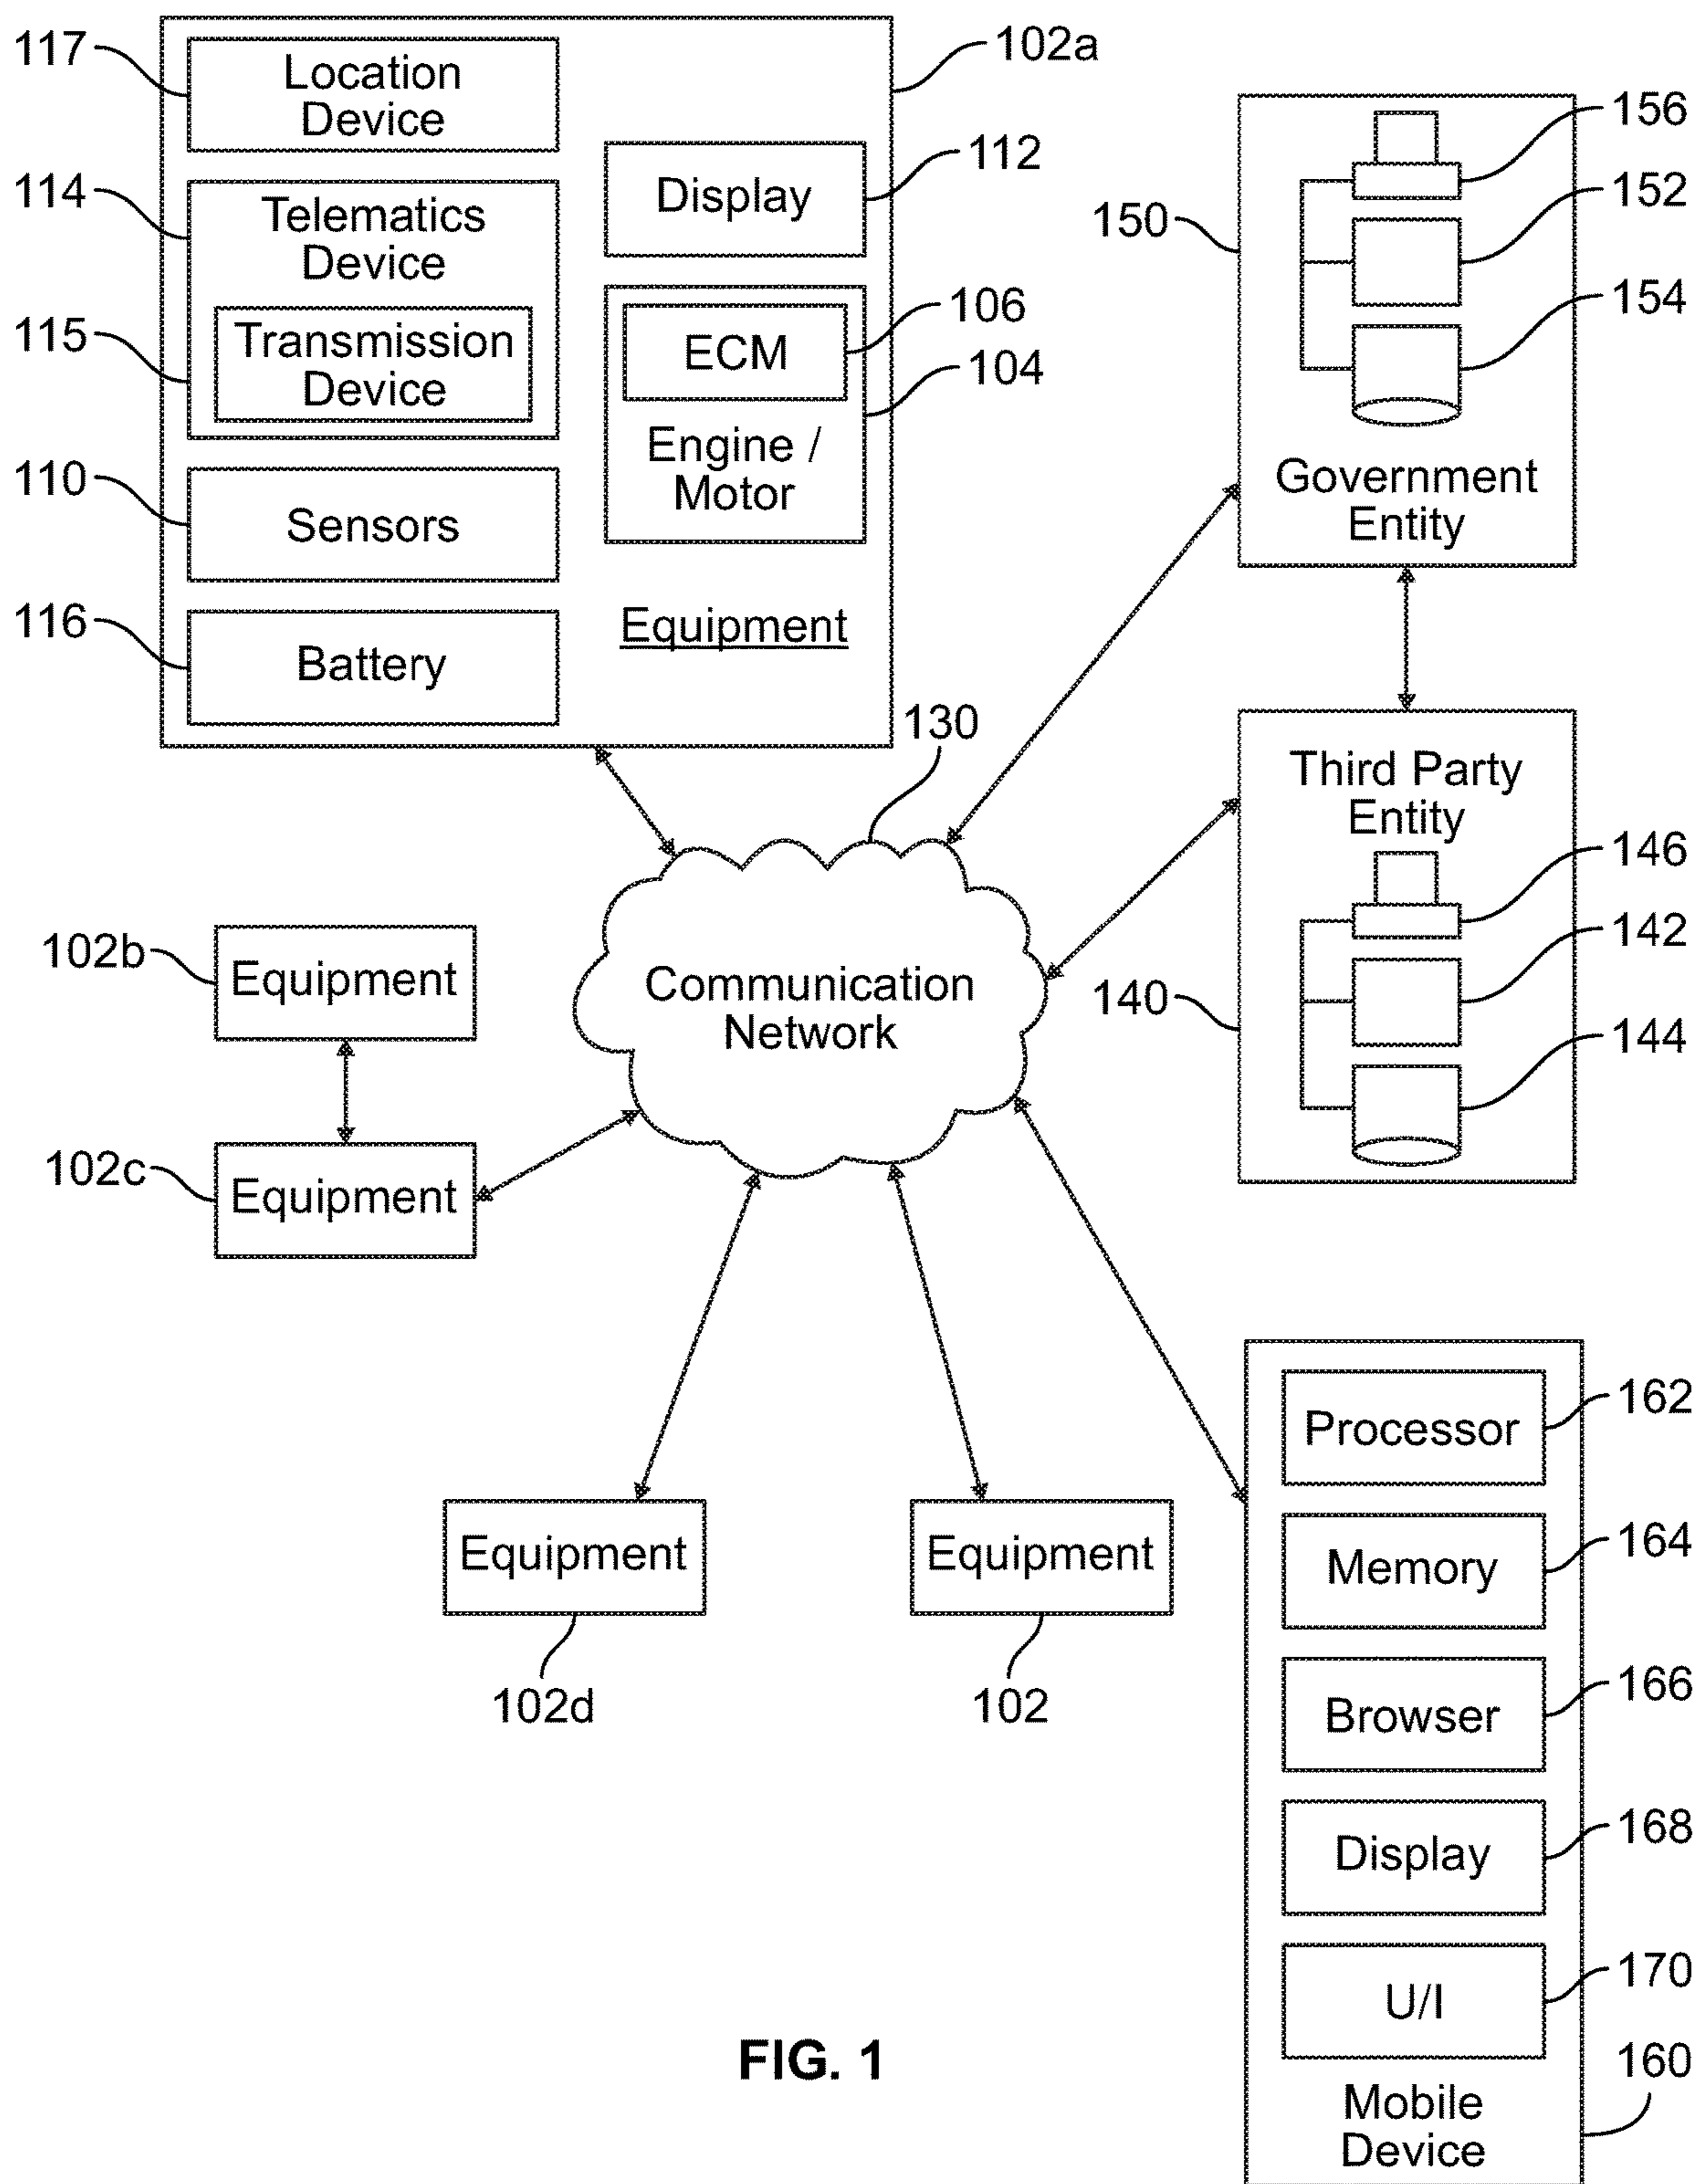 117
Location
Device
102a
114
Telematics
Device
Display
112
115
Transmission
Device
ECM
106
104
Engine /
Motor
110
Sensors
116
Battery
Equipment
156
152
150
154
Government
Entity
130
Third Party
Entity
146
142
140
144
102b
Equipment
Communication
Network
102c
Equipment
Equipment
102d
Equipment
102
Processor
162
Memory
164
Browser
166
Display
168
U/I
170
160
Mobile
Device
FIG. 1